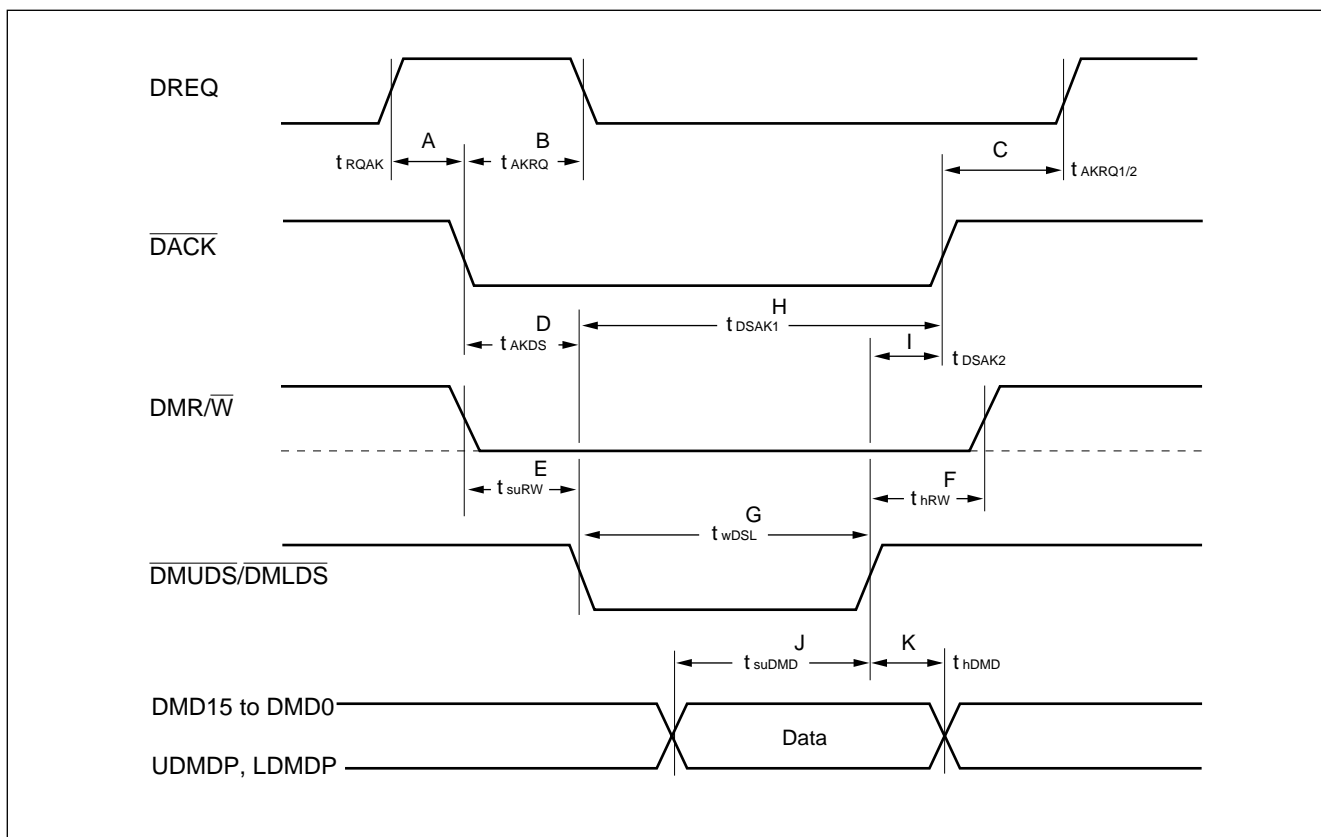 DREQ
A
B
C
t RQAK
t AKRQ
t AKRQ1/2
DACK
H
D
t DSAK1
t AKDS
I
t DSAK2
DMR/W
E
t suRW
F
t hRW
G
t wDSL
DMUDS/DMLDS
J
K
t suDMD
t hDMD
DMD15 to DMD0
Data
UDMDP, LDMDP